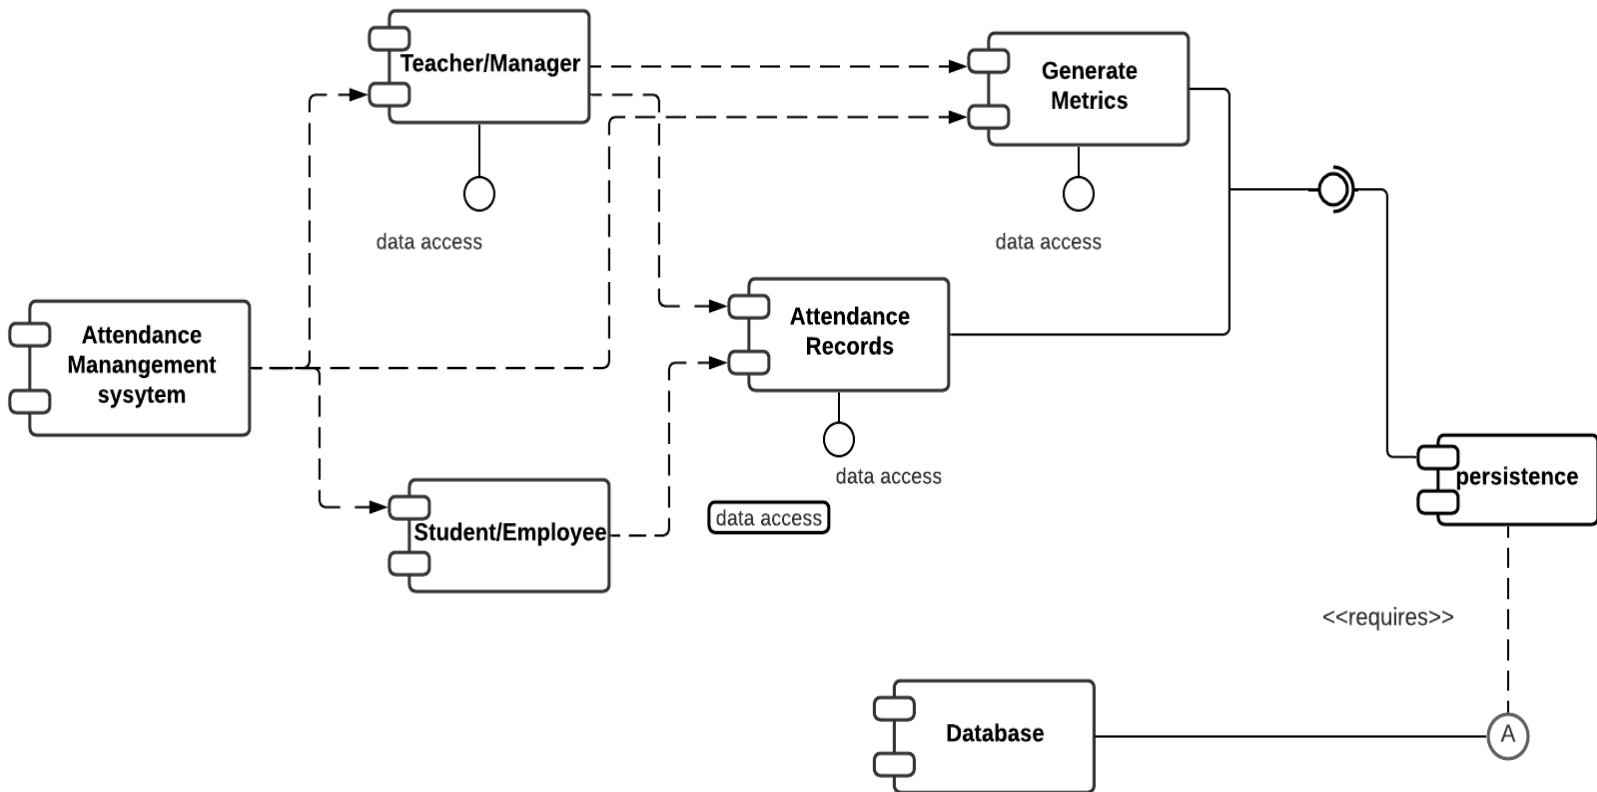 Teacher/Manager
Generate
Metrics
data access
data access
Attendance
Records
Attendance
Manangement
sysytem
data access
persistence
data access
Student/Employee
<<requires>>
Database
A